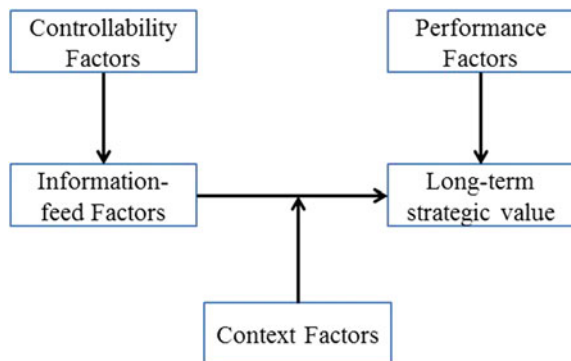 Controllability
Factors
Performance
Factors
Information-
feed Factors
Long-term
strategic value
Context Factors